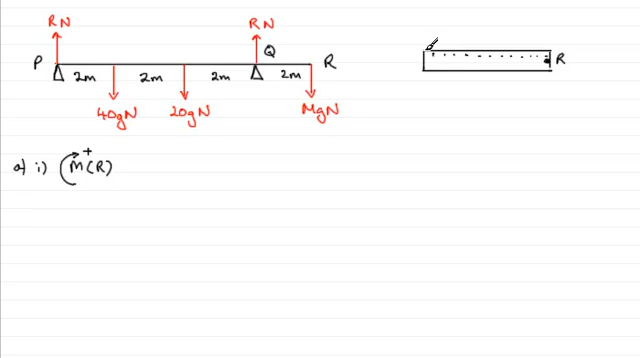 RN RN
P Q R R
2m 2m 2m 2m
40gN 20gN MgN
a) i) M(R) +